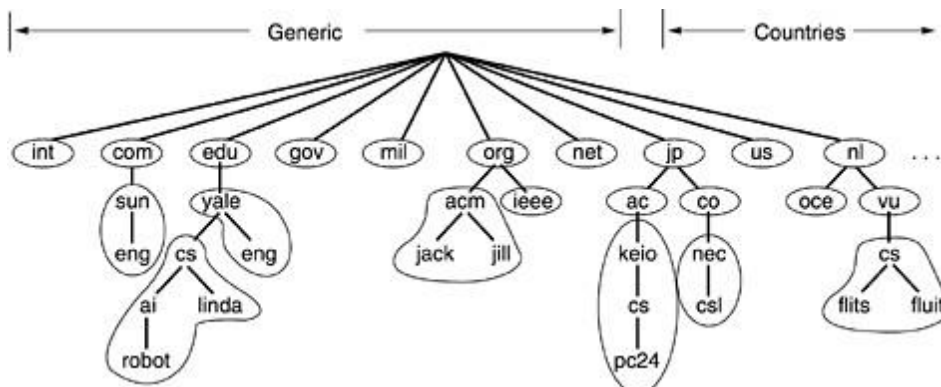 Generic Countries
int com edu gov mil org net jp us nl ...
sun yale acm ieee ac co oce vu
eng cs eng jack jill keio nec cs
ai linda cs csl flits fluit
robot pc24